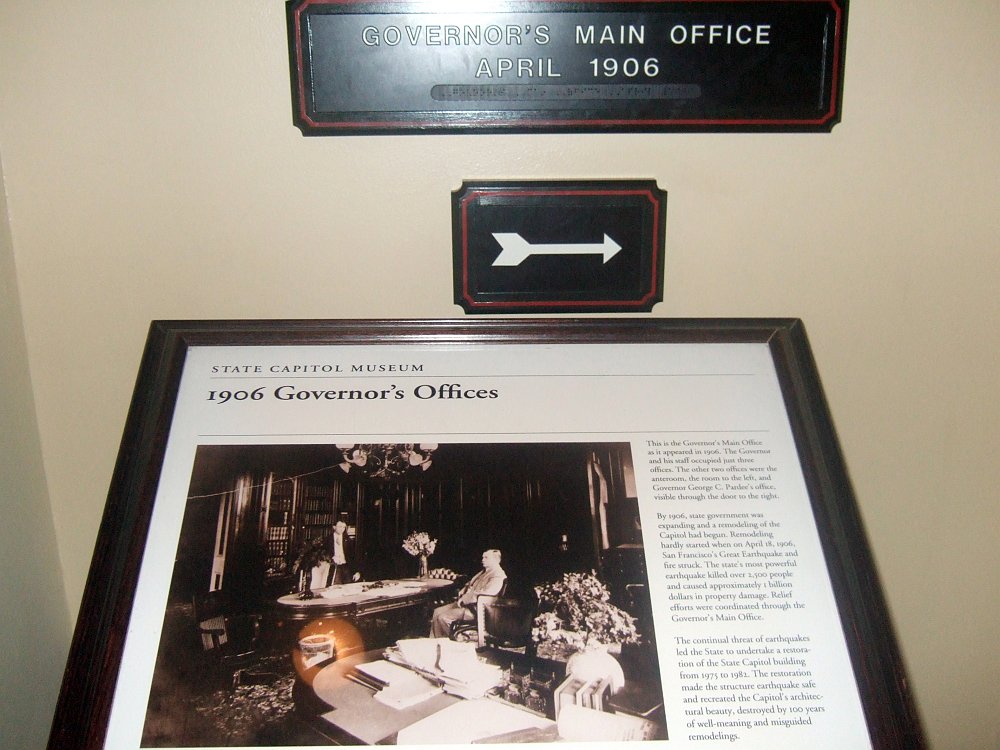 GOVERNOR'S MAIN OFFICE
APRIL 1906
STATE CAPITOL MUSEUM
1906 Governor's Offices
This is the Governor's Main Office
as it appeared in 1906. The Governor
and his staff occupied just three
offices. The other two offices were the
anteroom, the room to the left, and
Governor George C. Pardee's office,
visible through the door to the right.
By 1906, state government was
expanding and a remodeling of the
Capitol had begun. Remodeling
hardly started when on April 18, 1906,
San Francisco's Great Earthquake and
fire struck. The state's most powerful
earthquake killed over 2,500 people
and caused approximately 1 billion
dollars in property damage. Relief
efforts were coordinated through the
Governor's Main Office.
The continual threat of earthquakes
led the State to undertake a restora-
tion of the State Capitol building
from 1975 to 1982. The restoration
made the structure earthquake safe
and recreated the Capitol's architec-
tural beauty, destroyed by 100 years
of well-meaning and misguided
remodelings.